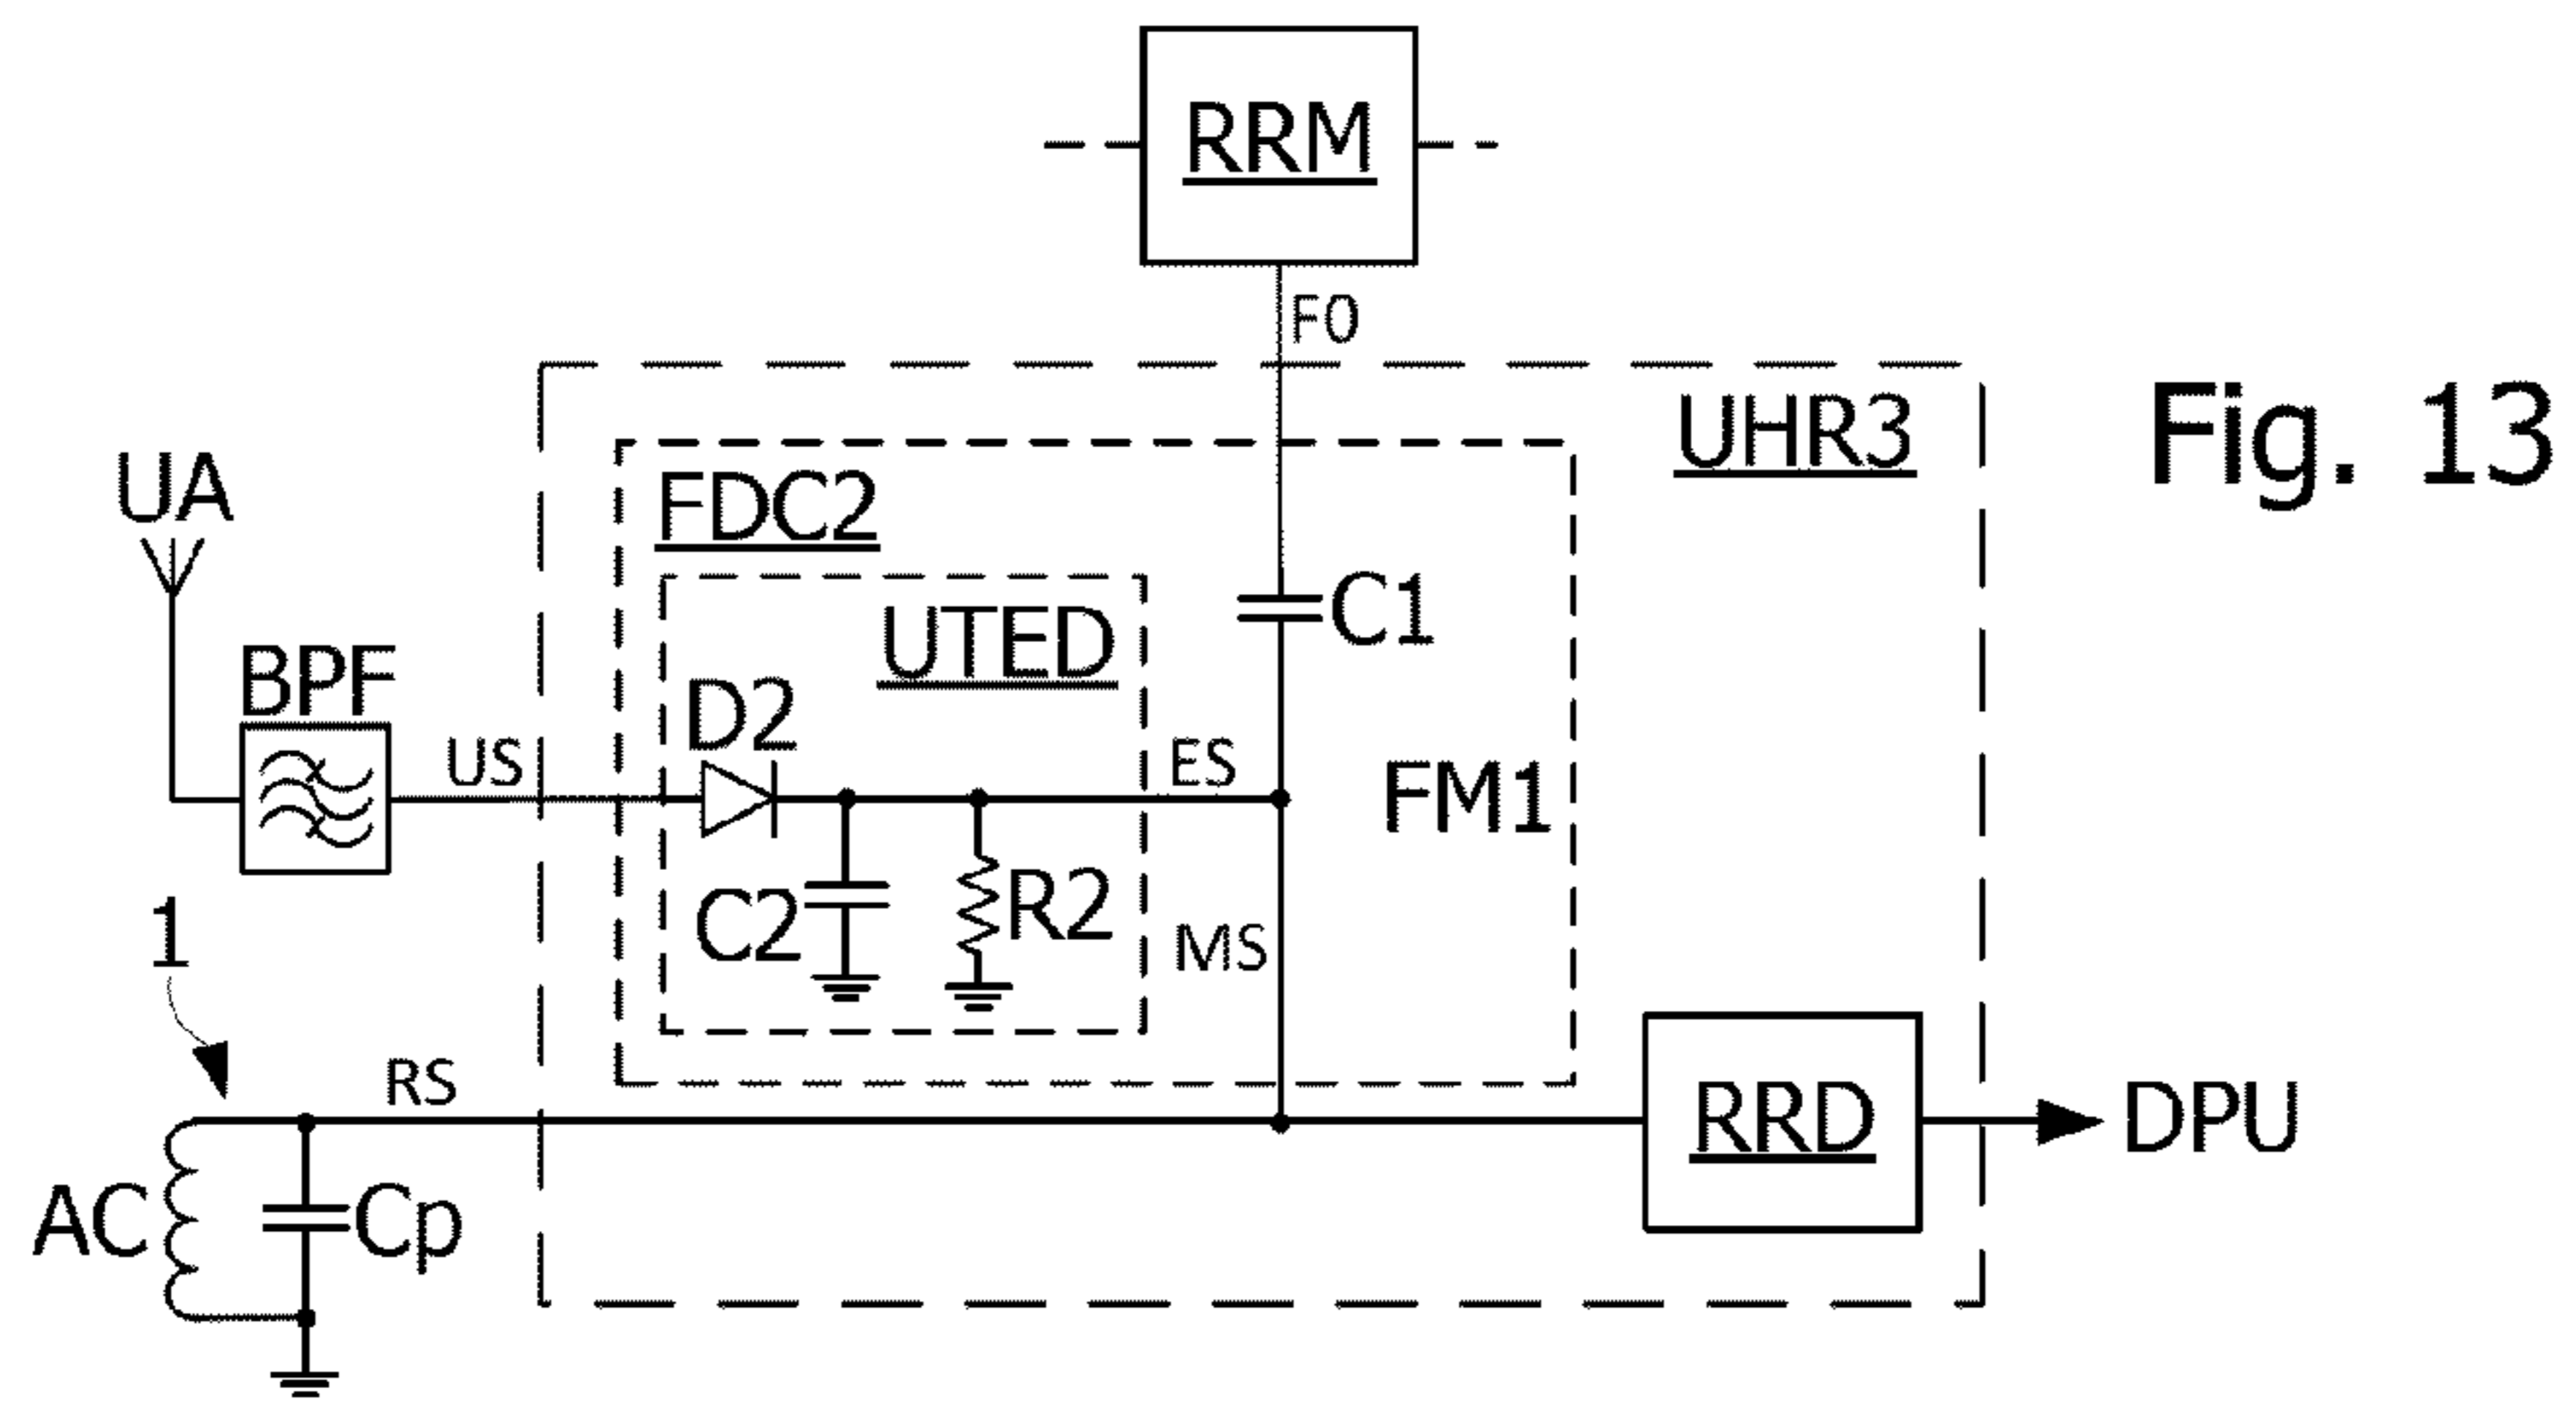 RRM
F0
UHR3
Fig. 13
FDC2
UA
UTED
C1
BPF
D2
US
ES
FM1
C2
R2
MS
1
RS
RRD
DPU
AC
Cp